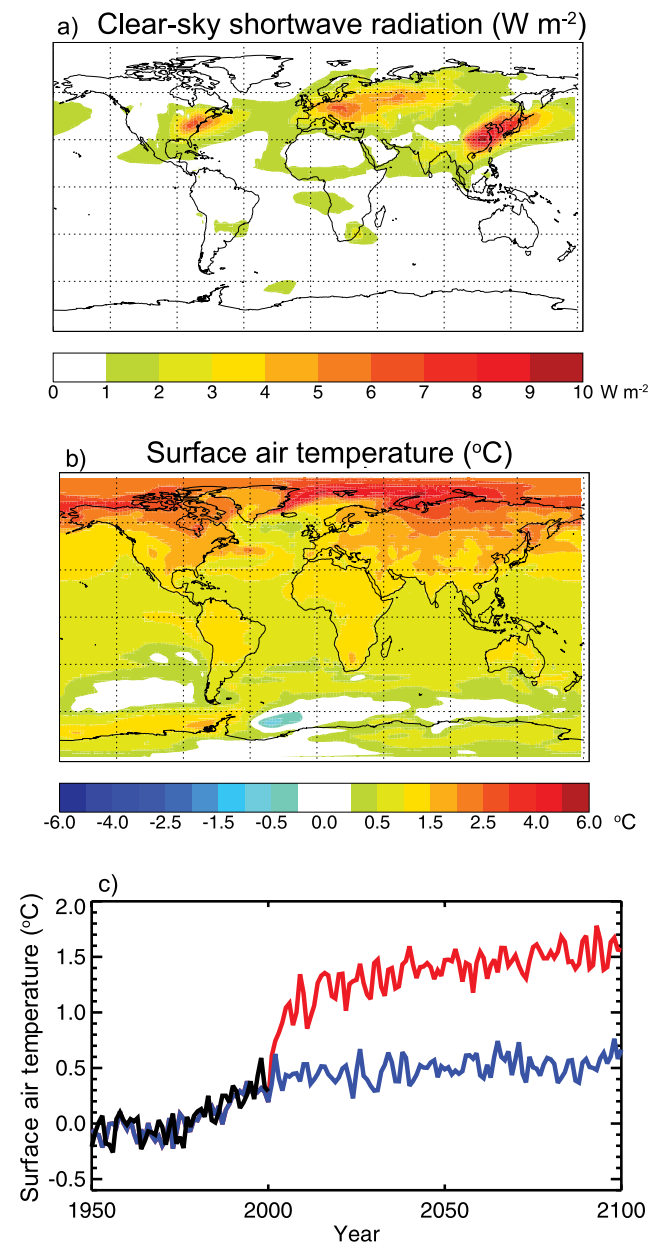 a) Clear-sky shortwave radiation (W m-2)
0 1 2 3 4 5 6 7 8 9 10 W m-2
b) Surface air temperature (oC)
-6.0 -4.0 -2.5 -1.5 -0.5 0.0 0.5 1.5 2.5 4.0 6.0 oC
c)
Surface air temperature (oC)
2.0
1.5
1.0
0.5
0.0
-0.5
1950 2000 2050 2100
Year